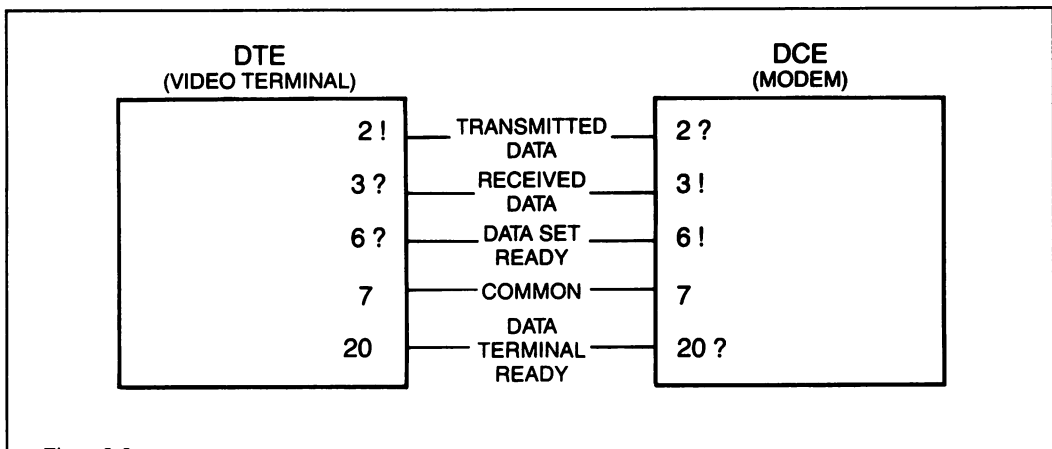 DTE
(VIDEO TERMINAL)
DCE
(MODEM)
2 ! TRANSMITTED DATA 2 ?
3 ? RECEIVED DATA 3 !
6 ? DATA SET READY 6 !
7 COMMON 7
20 DATA TERMINAL READY 20 ?